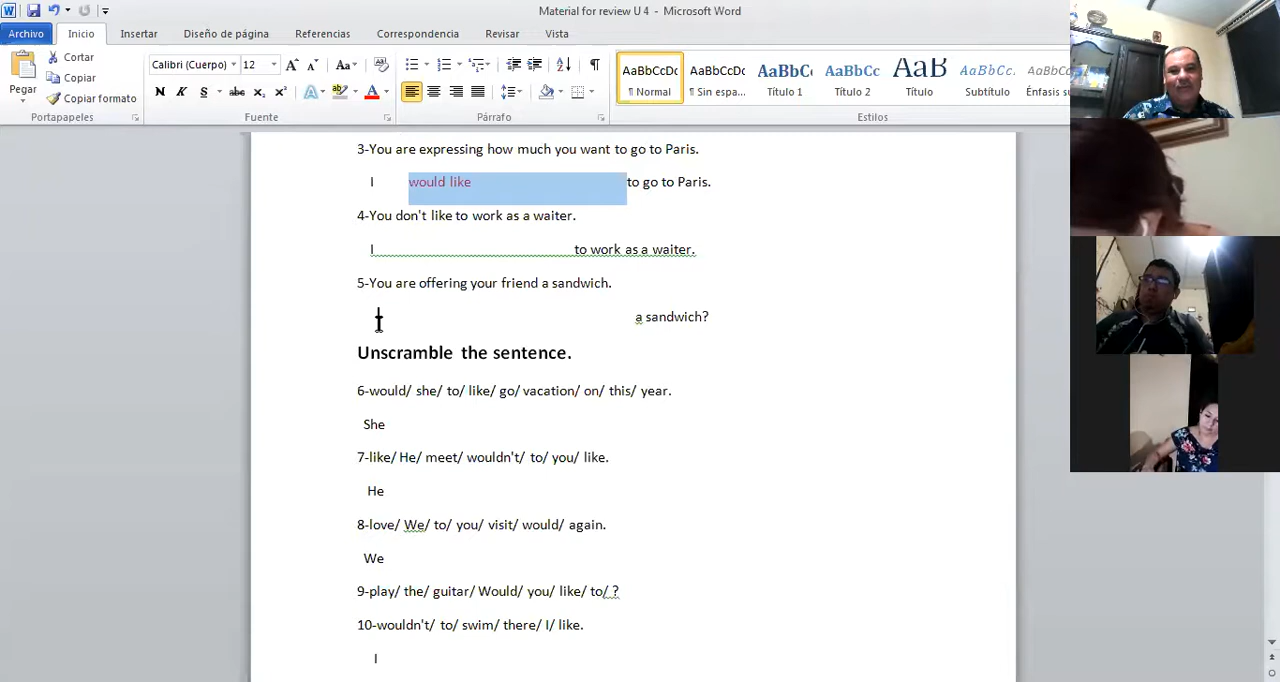 Material for review U 4 - Microsoft Word
Archivo Inicio Insertar Diseño de página Referencias Correspondencia Revisar Vista
Pegar
Cortar
Copiar
Copiar formato
Portapapeles
Calibri (Cuerpo) 12
N K S abc x₂ x²
Fuente
Párrafo
AaBbCcDc AaBbCcDc AaBbC AaBbCc AaB AaBbCc AaBbCc
¶ Normal ¶ Sin espa... Título 1 Título 2 Título Subtítulo Énfasis su
Estilos
3-You are expressing how much you want to go to Paris.
I would like to go to Paris.
4-You don't like to work as a waiter.
I to work as a waiter.
5-You are offering your friend a sandwich.
a sandwich?
Unscramble the sentence.
6-would/ she/ to/ like/ go/ vacation/ on/ this/ year.
She
7-like/ He/ meet/ wouldn't/ to/ you/ like.
He
8-love/ We/ to/ you/ visit/ would/ again.
We
9-play/ the/ guitar/ Would/ you/ like/ to/ ?
10-wouldn't/ to/ swim/ there/ I/ like.
I